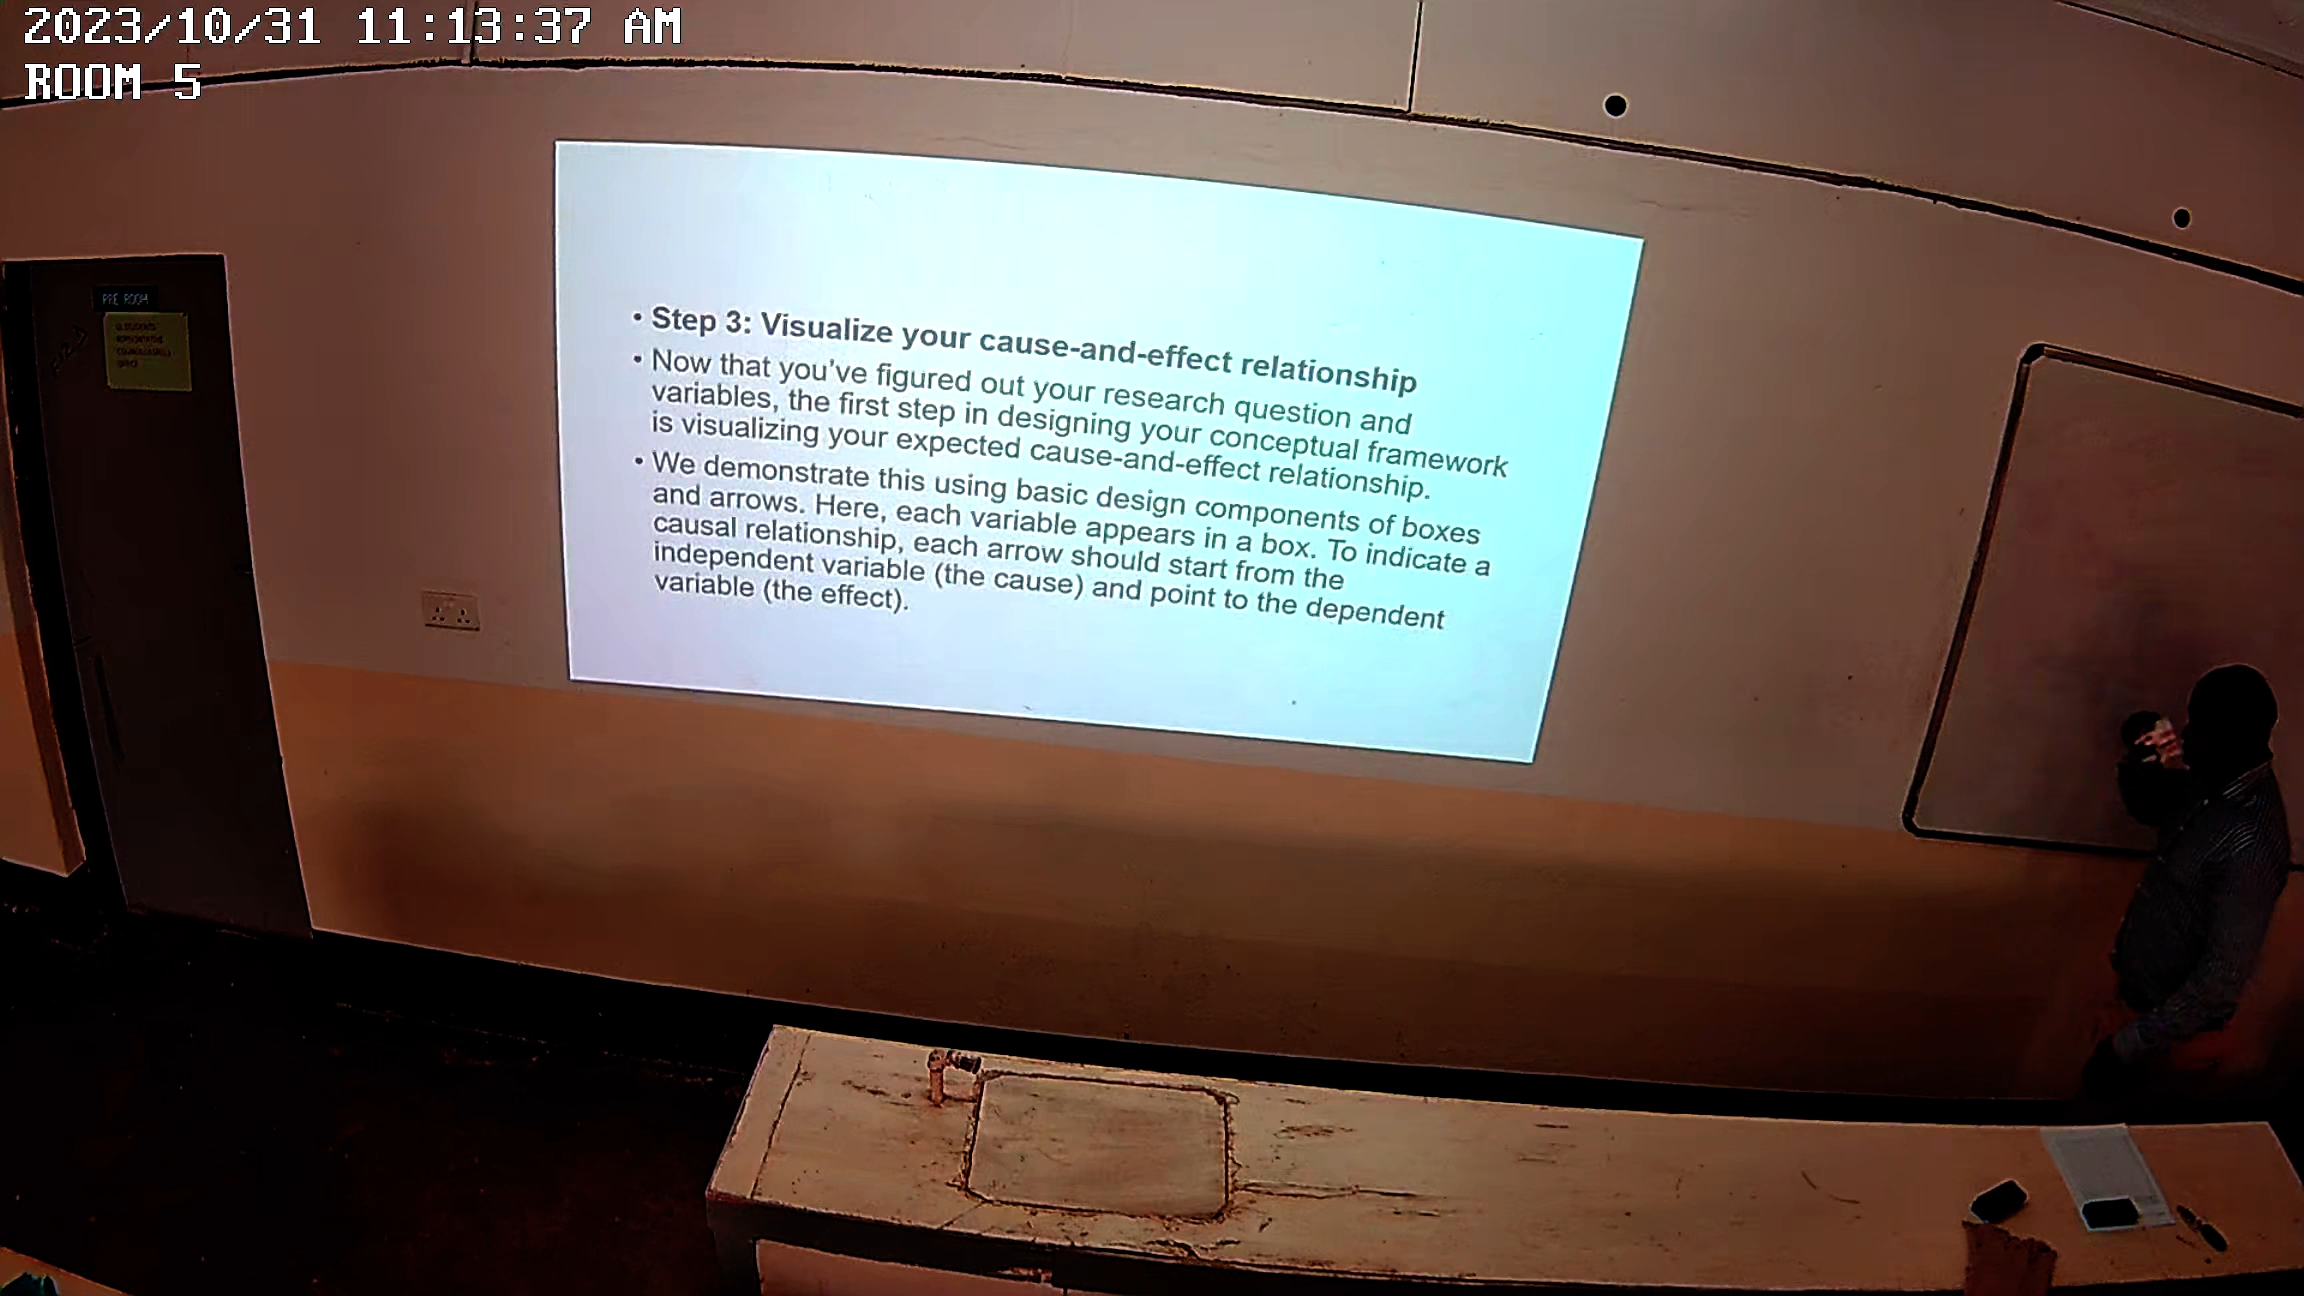 2023/10/31 11:13:37 AM
ROOM 5
PPE ROOM
• Step 3: Visualize your cause-and-effect relationship
• Now that you've figured out your research question and
variables, the first step in designing your conceptual framework
is visualizing your expected cause-and-effect relationship.
• We demonstrate this using basic design components of boxes
and arrows. Here, each variable appears in a box. To indicate a
causal relationship, each arrow should start from the
independent variable (the cause) and point to the dependent
variable (the effect).